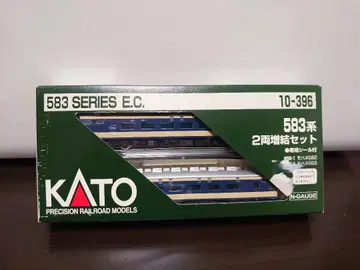 583 SERIES E.C.
10-396
583系
2両増結セット
KATO
PRECISION RAILROAD MODELS
N-GAUGE